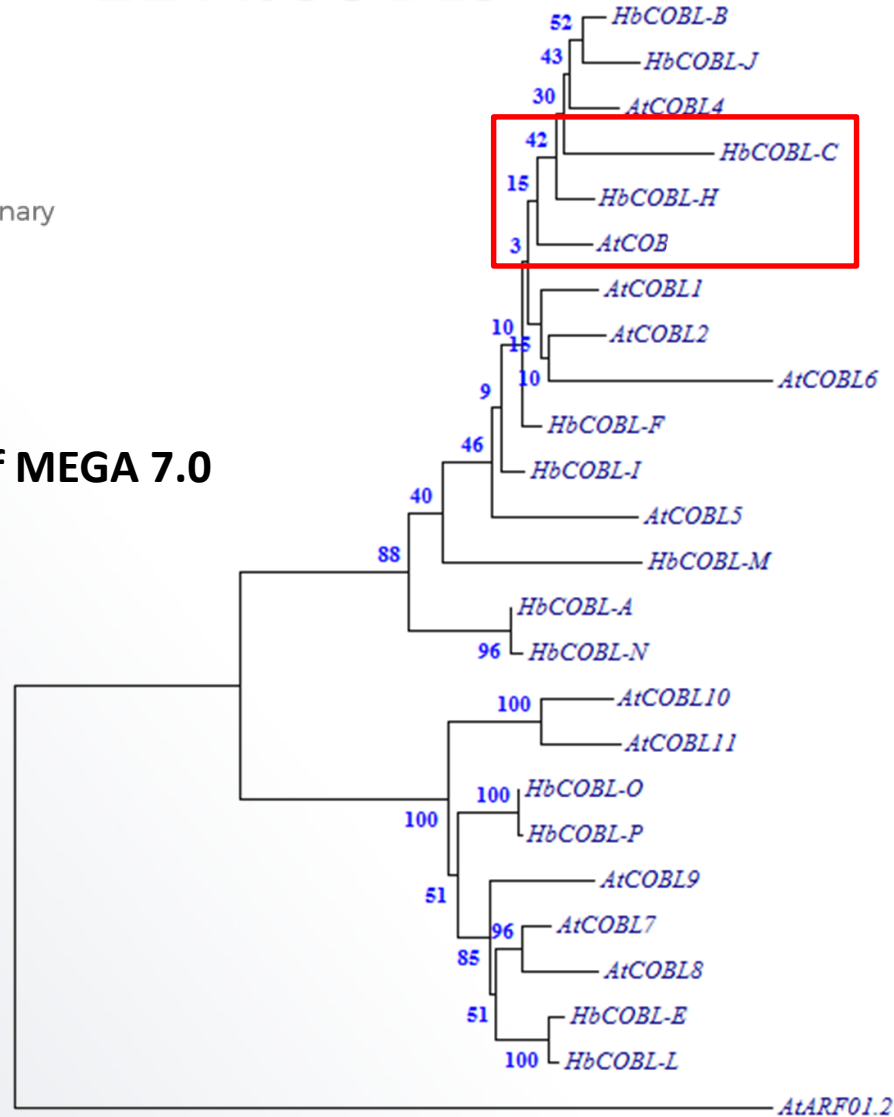 52 HbCOBL-B
43 HbCOBL-J
30 AtCOBL4
42 HbCOBL-C
15 HbCOBL-H
nary
3 AtCOB
AtCOBL1
10 15 AtCOBL2
10 AtCOBL6
9 HbCOBL-F
46 HbCOBL-I
MEGA 7.0
40 AtCOBL5
88 HbCOBL-M
HbCOBL-A
96 HbCOBL-N
100 AtCOBL10
AtCOBL11
100 HbCOBL-O
100 HbCOBL-P
51 AtCOBL9
96 AtCOBL7
85 AtCOBL8
51 HbCOBL-E
100 HbCOBL-L
AtARF01.2